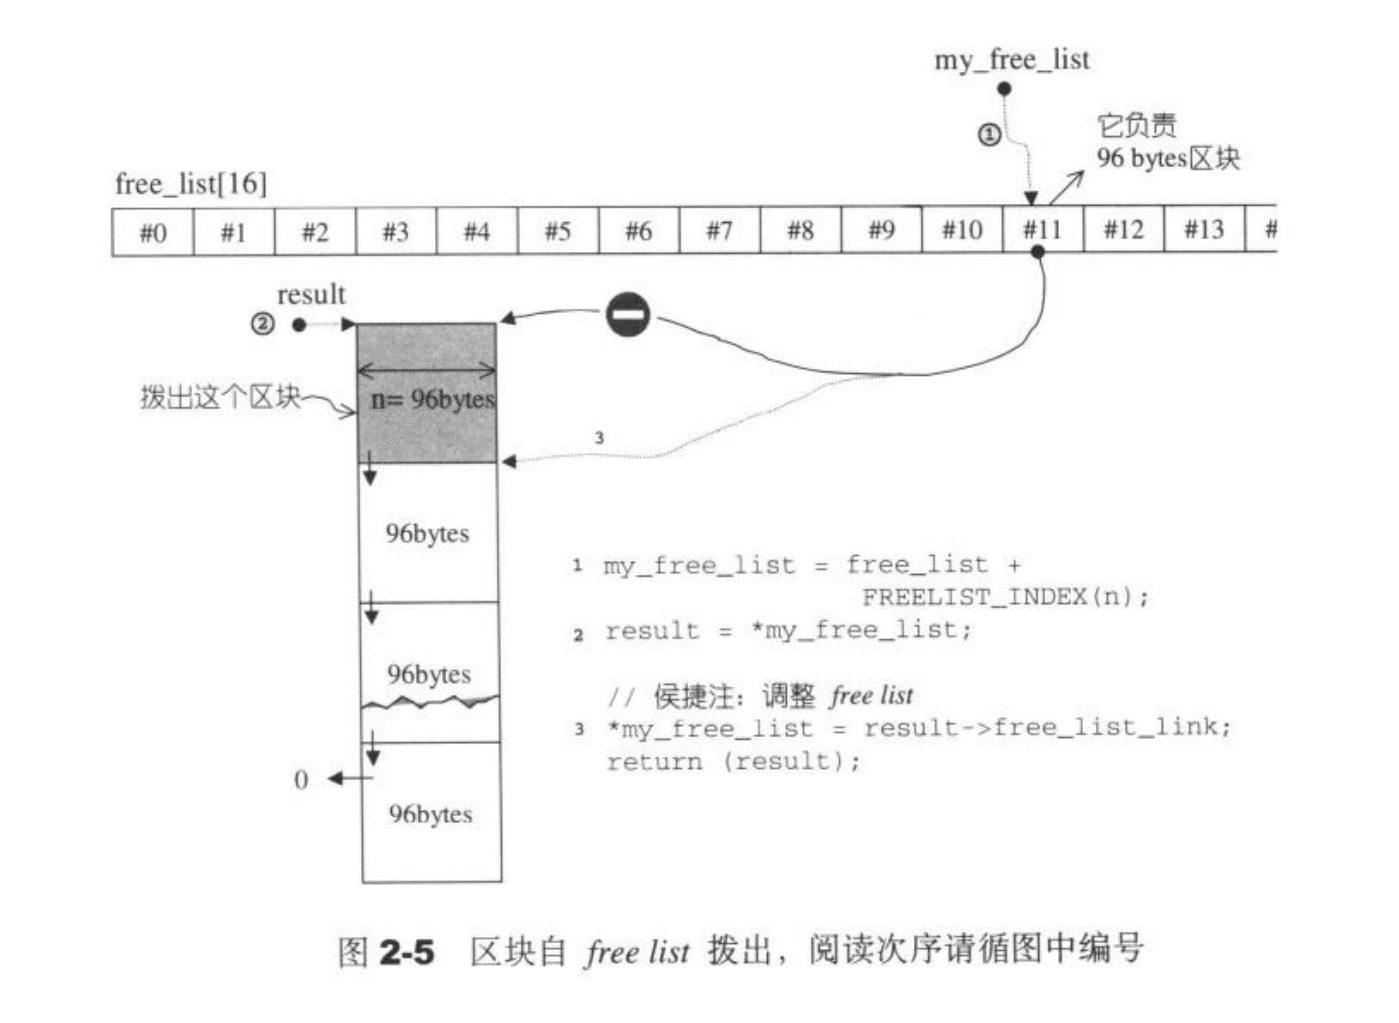 my_free_list
①
它负责
96 bytes区块
free_list[16]
#0 #1 #2 #3 #4 #5 #6 #7 #8 #9 #10 #11 #12 #13 #
result
②
拨出这个区块
n= 96bytes
3
96bytes
96bytes
0
96bytes
1 my_free_list = free_list +
FREELIST_INDEX(n);
2 result = *my_free_list;
// 侯捷注：调整 free list
3 *my_free_list = result->free_list_link;
return (result);
图 2-5 区块自 free list 拨出，阅读次序请循图中编号